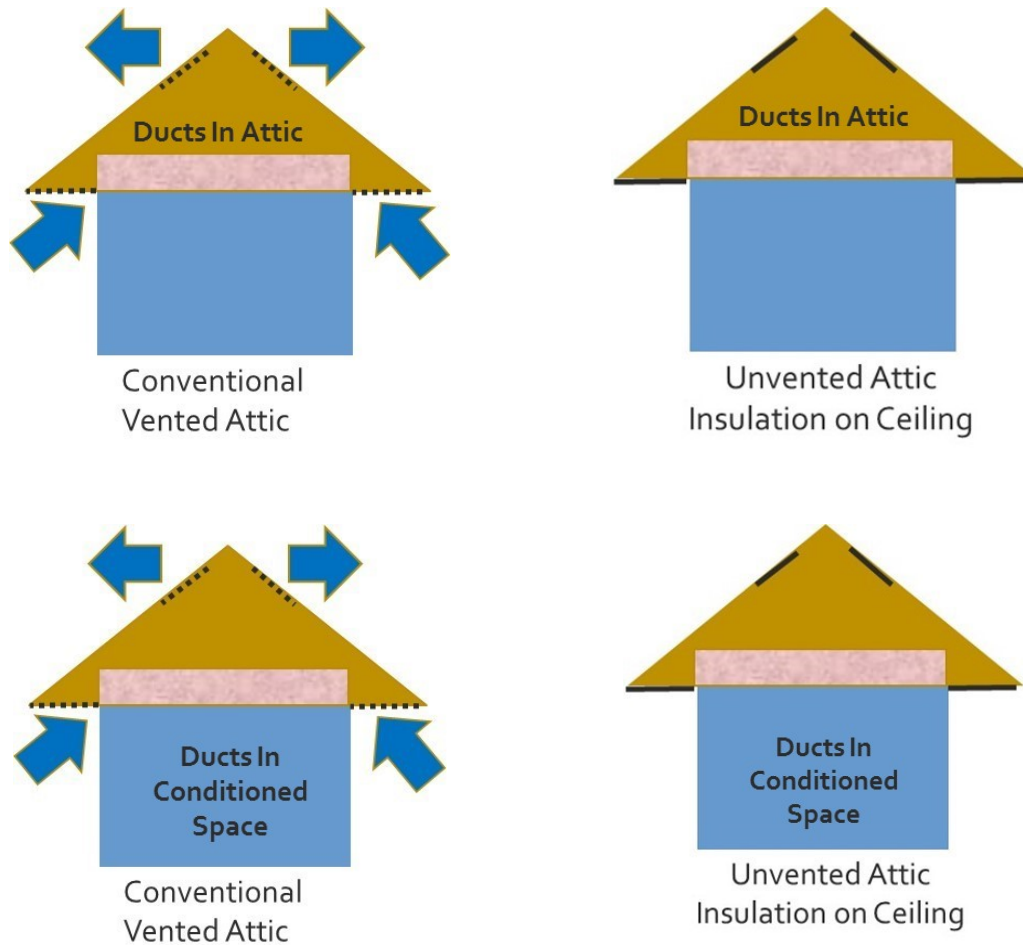 Ducts In Attic
Conventional
Vented Attic
Ducts In Attic
Unvented Attic
Insulation on Ceiling
Ducts In
Conditioned
Space
Conventional
Vented Attic
Ducts In
Conditioned
Space
Unvented Attic
Insulation on Ceiling